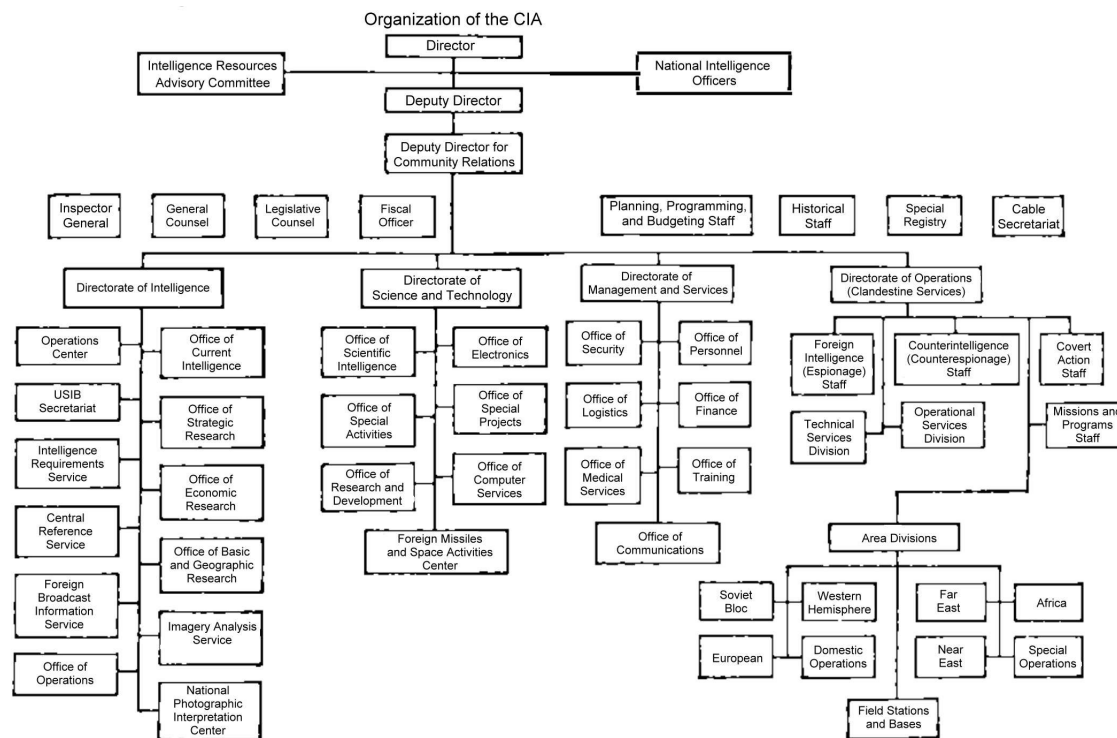 Organization of the CIA
Director
Intelligence Resources
Advisory Committee
National Intelligence
Officers
Deputy Director
Deputy Director for
Community Relations
Inspector
General
General
Counsel
Legislative
Counsel
Fiscal
Officer
Planning, Programming,
and Budgeting Staff
Historical
Staff
Special
Registry
Cable
Secretariat
Directorate of Intelligence
Directorate of
Science and Technology
Directorate of
Management and Services
Directorate of Operations
(Clandestine Services)
Operations
Center
Office of
Current
Intelligence
USIB
Secretariat
Office of
Strategic
Research
Intelligence
Requirements
Service
Office of
Economic
Research
Central
Reference
Service
Office of Basic
and Geographic
Research
Foreign
Broadcast
Information
Service
Imagery Analysis
Service
Office of
Operations
National
Photographic
Interpretation
Center
Office of
Scientific
Intelligence
Office of
Electronics
Office of
Special
Activities
Office of
Special
Projects
Office of
Research and
Development
Office of
Computer
Services
Foreign Missiles
and Space Activities
Center
Office of
Security
Office of
Personnel
Office of
Logistics
Office of
Finance
Office of
Medical
Services
Office of
Training
Office of
Communications
Foreign
Intelligence
(Espionage)
Staff
Counterintelligence
(Counterespionage)
Staff
Covert
Action
Staff
Technical
Services
Division
Operational
Services
Division
Missions and
Programs
Staff
Area Divisions
Soviet
Bloc
Western
Hemisphere
Far
East
Africa
European
Domestic
Operations
Near
East
Special
Operations
Field Stations
and Bases